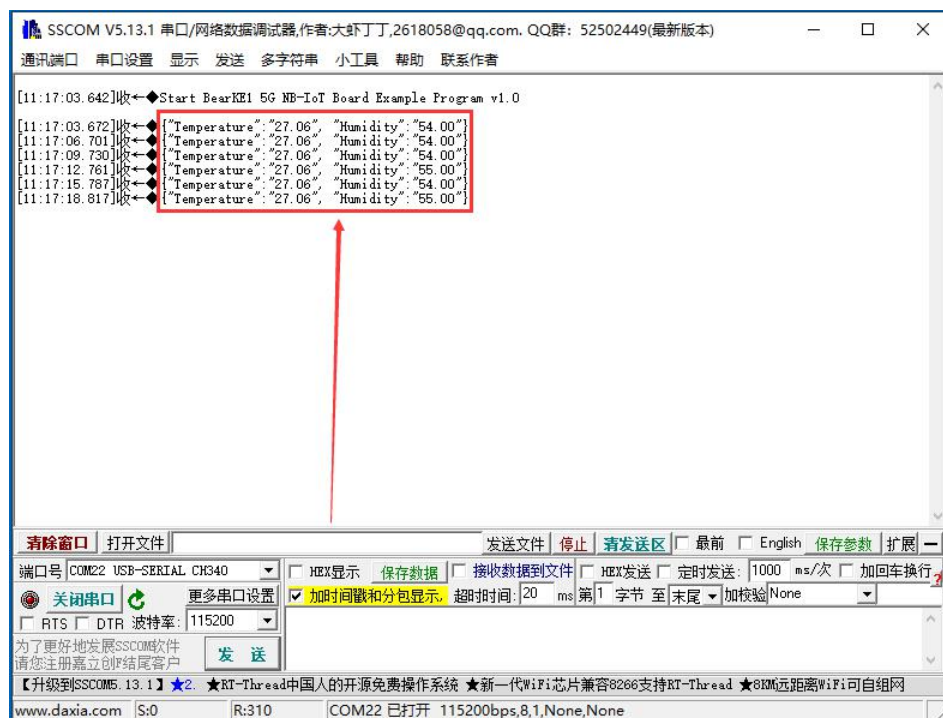 SSCOM V5.13.1 串口/网络数据调试器,作者:大虾丁丁,2618058@qq.com. QQ群: 52502449(最新版本)
通讯端口 串口设置 显示 发送 多字符串 小工具 帮助 联系作者
[11:17:03.642]收←◆Start BearKE1 5G NB-IoT Board Example Program v1.0
[11:17:03.672]收←◆{"Temperature":"27.06", "Humidity":"54.00"}
[11:17:06.701]收←◆{"Temperature":"27.06", "Humidity":"54.00"}
[11:17:09.730]收←◆{"Temperature":"27.06", "Humidity":"54.00"}
[11:17:12.761]收←◆{"Temperature":"27.06", "Humidity":"55.00"}
[11:17:15.787]收←◆{"Temperature":"27.06", "Humidity":"54.00"}
[11:17:18.817]收←◆{"Temperature":"27.06", "Humidity":"55.00"}
清除窗口 打开文件 发送文件 停止 清发送区 最前 English 保存参数 扩展 —
端口号 COM22 USB-SERIAL CH340 HEX显示 保存数据 接收数据到文件 HEX发送 定时发送: 1000 ms/次 加回车换行
关闭串口 更多串口设置 加时间戳和分包显示. 超时时间: 20 ms 第1 字节 至 末尾 加校验 None
RTS DTR 波特率: 115200
为了更好地发展SSCOM软件
请您注册嘉立创F结尾客户
发 送
【升级到SSCOM5.13.1】★2. ★RT-Thread中国人的开源免费操作系统 ★新一代WiFi芯片兼容8266支持RT-Thread ★8KM远距离WiFi可自组网
www.daxia.com S:0 R:310 COM22 已打开 115200bps,8,1,None,None